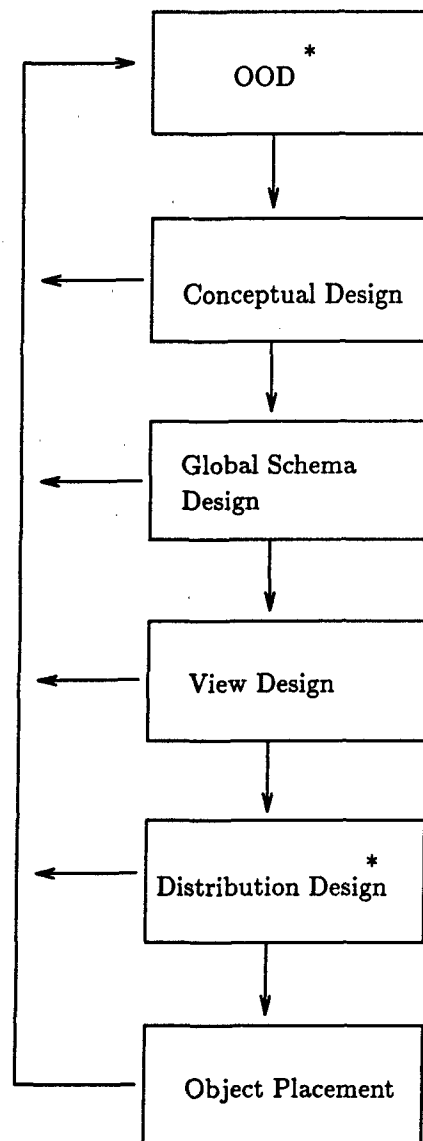 OOD *
Conceptual Design
Global Schema
Design
View Design
Distribution Design *
Object Placement